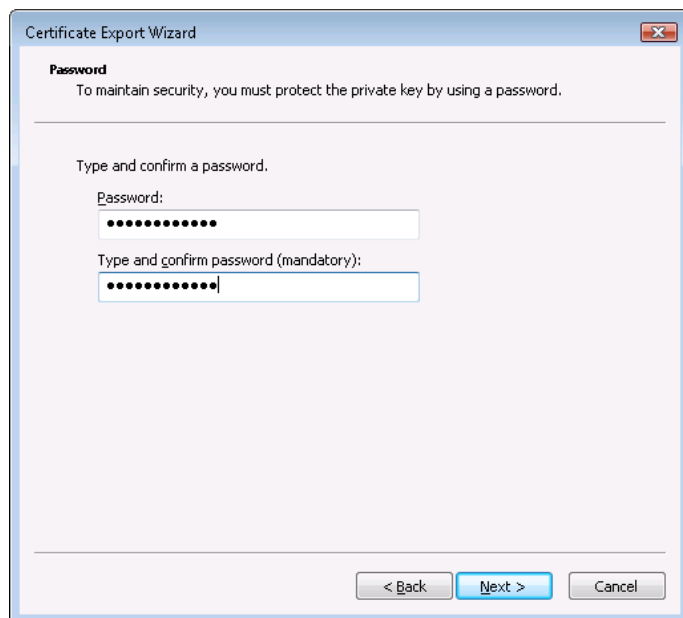 Certificate Export Wizard
Password
To maintain security, you must protect the private key by using a password.
Type and confirm a password.
Password:
●●●●●●●●●●●●
Type and confirm password (mandatory):
●●●●●●●●●●●●
< Back Next > Cancel